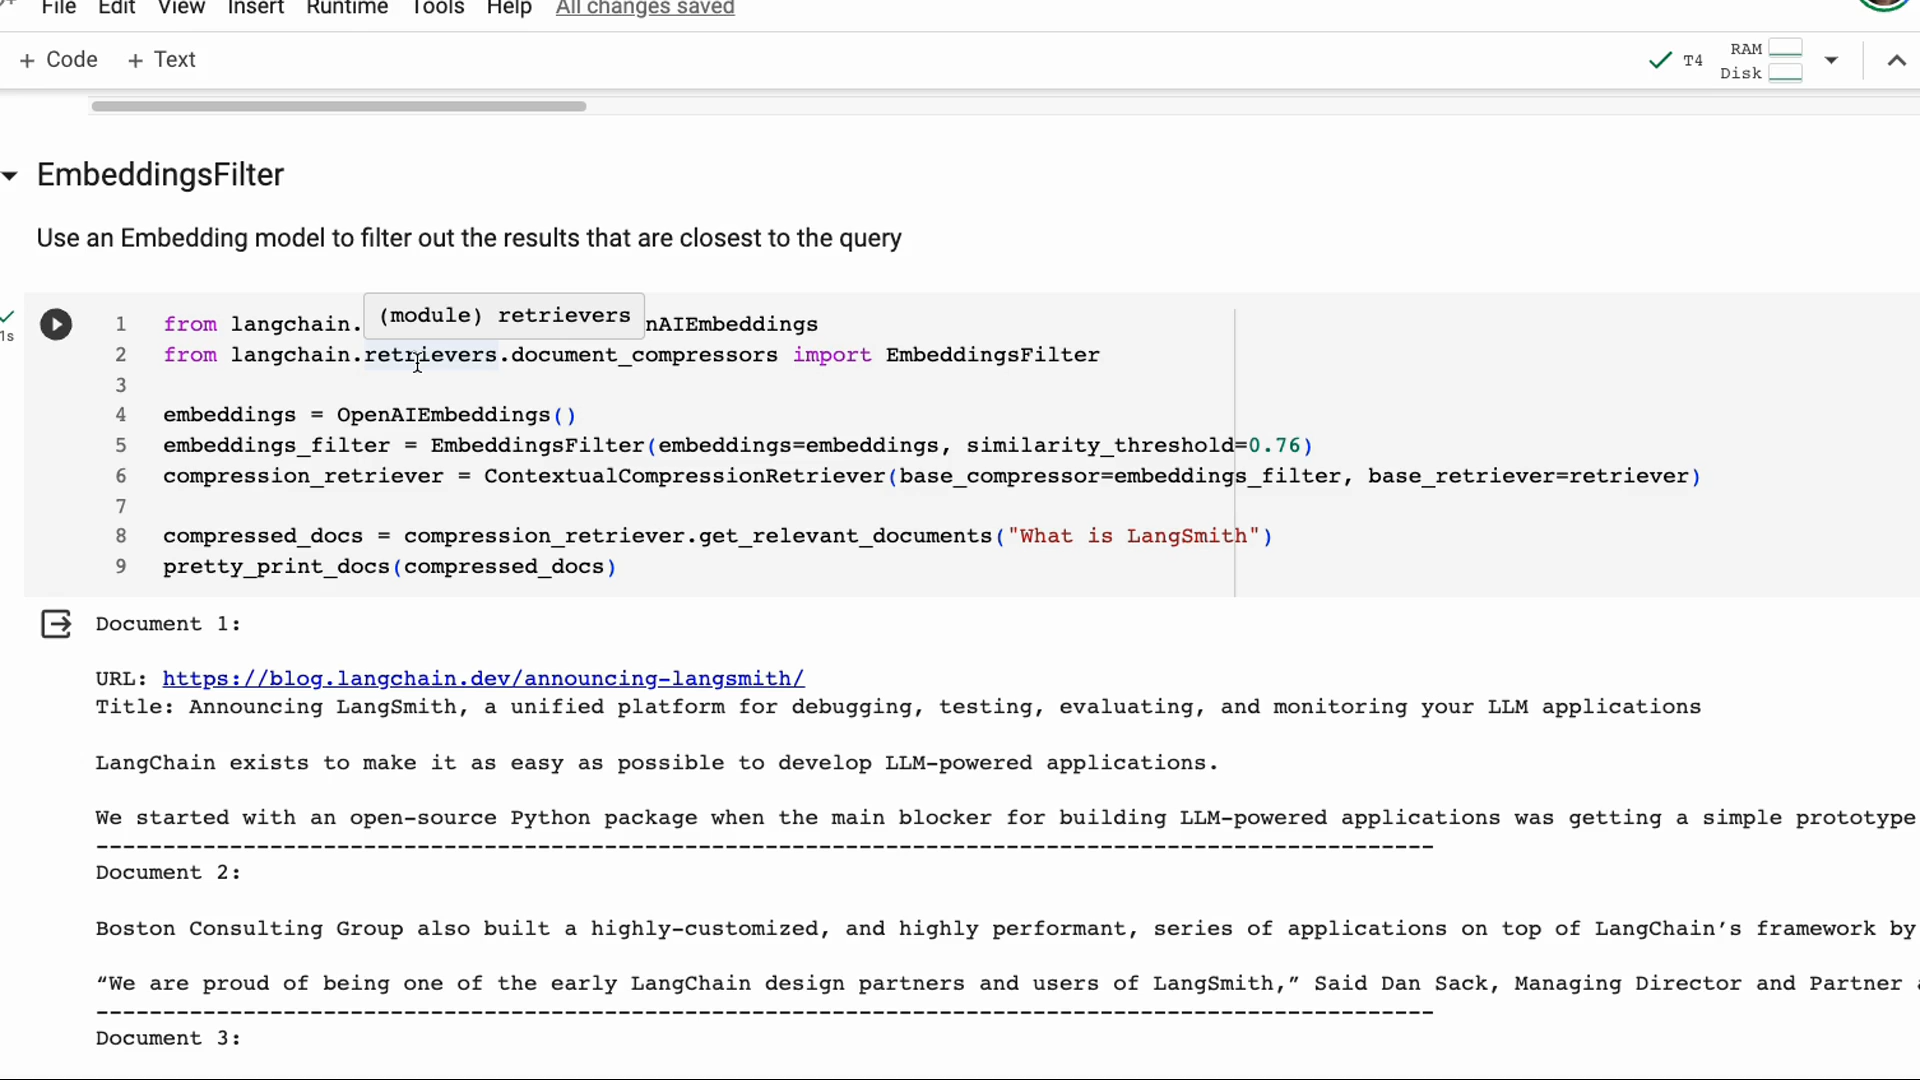 File Edit View Insert Runtime Tools Help All changes saved
+ Code + Text
T4 RAM
Disk
EmbeddingsFilter
Use an Embedding model to filter out the results that are closest to the query
1s
(module) retrievers
1 from langchain. nAIEmbeddings
2 from langchain.retrievers.document_compressors import EmbeddingsFilter
3
4 embeddings = OpenAIEmbeddings()
5 embeddings_filter = EmbeddingsFilter(embeddings=embeddings, similarity_threshold=0.76)
6 compression_retriever = ContextualCompressionRetriever(base_compressor=embeddings_filter, base_retriever=retriever)
7
8 compressed_docs = compression_retriever.get_relevant_documents("What is LangSmith")
9 pretty_print_docs(compressed_docs)
Document 1:
URL: https://blog.langchain.dev/announcing-langsmith/
Title: Announcing LangSmith, a unified platform for debugging, testing, evaluating, and monitoring your LLM applications
LangChain exists to make it as easy as possible to develop LLM-powered applications.
We started with an open-source Python package when the main blocker for building LLM-powered applications was getting a simple prototype
----------------------------------------------------------------------------------------------------
Document 2:
Boston Consulting Group also built a highly-customized, and highly performant, series of applications on top of LangChain’s framework by
“We are proud of being one of the early LangChain design partners and users of LangSmith,” Said Dan Sack, Managing Director and Partner
----------------------------------------------------------------------------------------------------
Document 3: